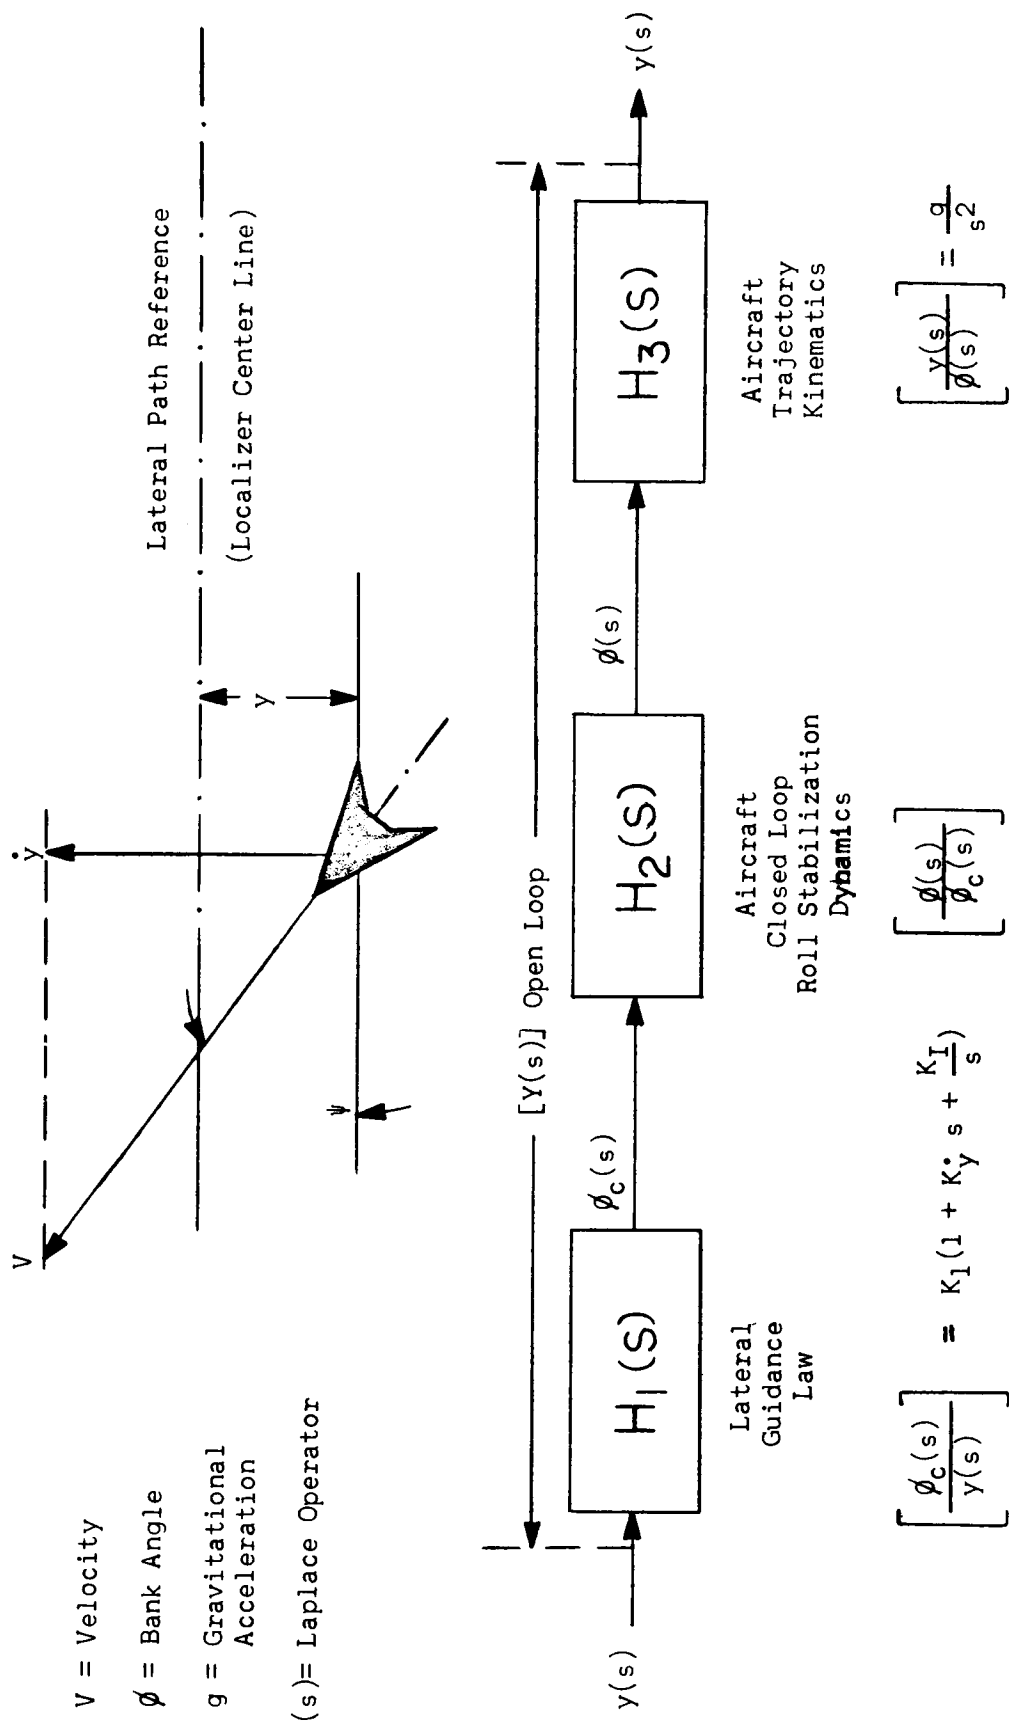 V = Velocity
ø = Bank Angle
g = Gravitational
Acceleration
(s)= Laplace Operator
V
ẏ
Lateral Path Reference
(Localizer Center Line)
y
ψ
[Y(s)] Open Loop
y(s)
H1(S)
øc(s)
H2(S)
ø(s)
H3(S)
y(s)
Lateral
Guidance
Law
Aircraft
Closed Loop
Roll Stabilization
Dynamics
Aircraft
Trajectory
Kinematics
[øc(s)/y(s)] = K1(1 + Kẏ s + KI/s)
[ø(s)/øc(s)]
[y(s)/ø(s)] = g/s2